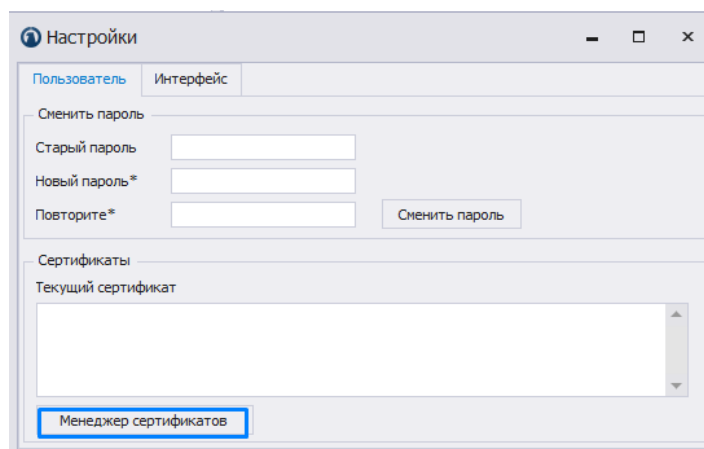 Настройки
Пользователь Интерфейс
Сменить пароль
Старый пароль
Новый пароль*
Повторите* Сменить пароль
Сертификаты
Текущий сертификат
Менеджер сертификатов